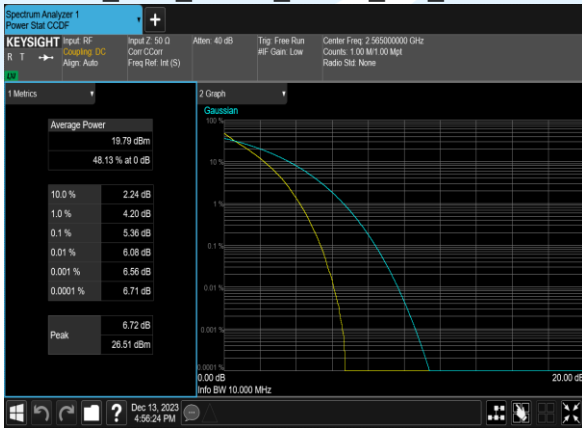 Spectrum Analyzer 1
Power Stat CCDF
KEYSIGHT
R T
Input: RF
Coupling: DC
Align: Auto
Input Z: 50 Ω
Corr CCorr
Freq Ref: Int (S)
Atten: 40 dB
Trig: Free Run
#IF Gain: Low
Center Freq: 2.565000000 GHz
Counts: 1.00 M/1.00 Mpt
Radio Std: None
1 Metrics
Average Power
19.79 dBm
48.13 % at 0 dB
10.0 % 2.24 dB
1.0 % 4.20 dB
0.1 % 5.36 dB
0.01 % 6.08 dB
0.001 % 6.56 dB
0.0001 % 6.71 dB
Peak
6.72 dB
26.51 dBm
2 Graph
Gaussian
100 %
10 %
1 %
0.1 %
0.01 %
0.001 %
0.0001 %
0.00 dB
20.00 dB
Info BW 10.000 MHz
?
Dec 13, 2023
4:56:24 PM